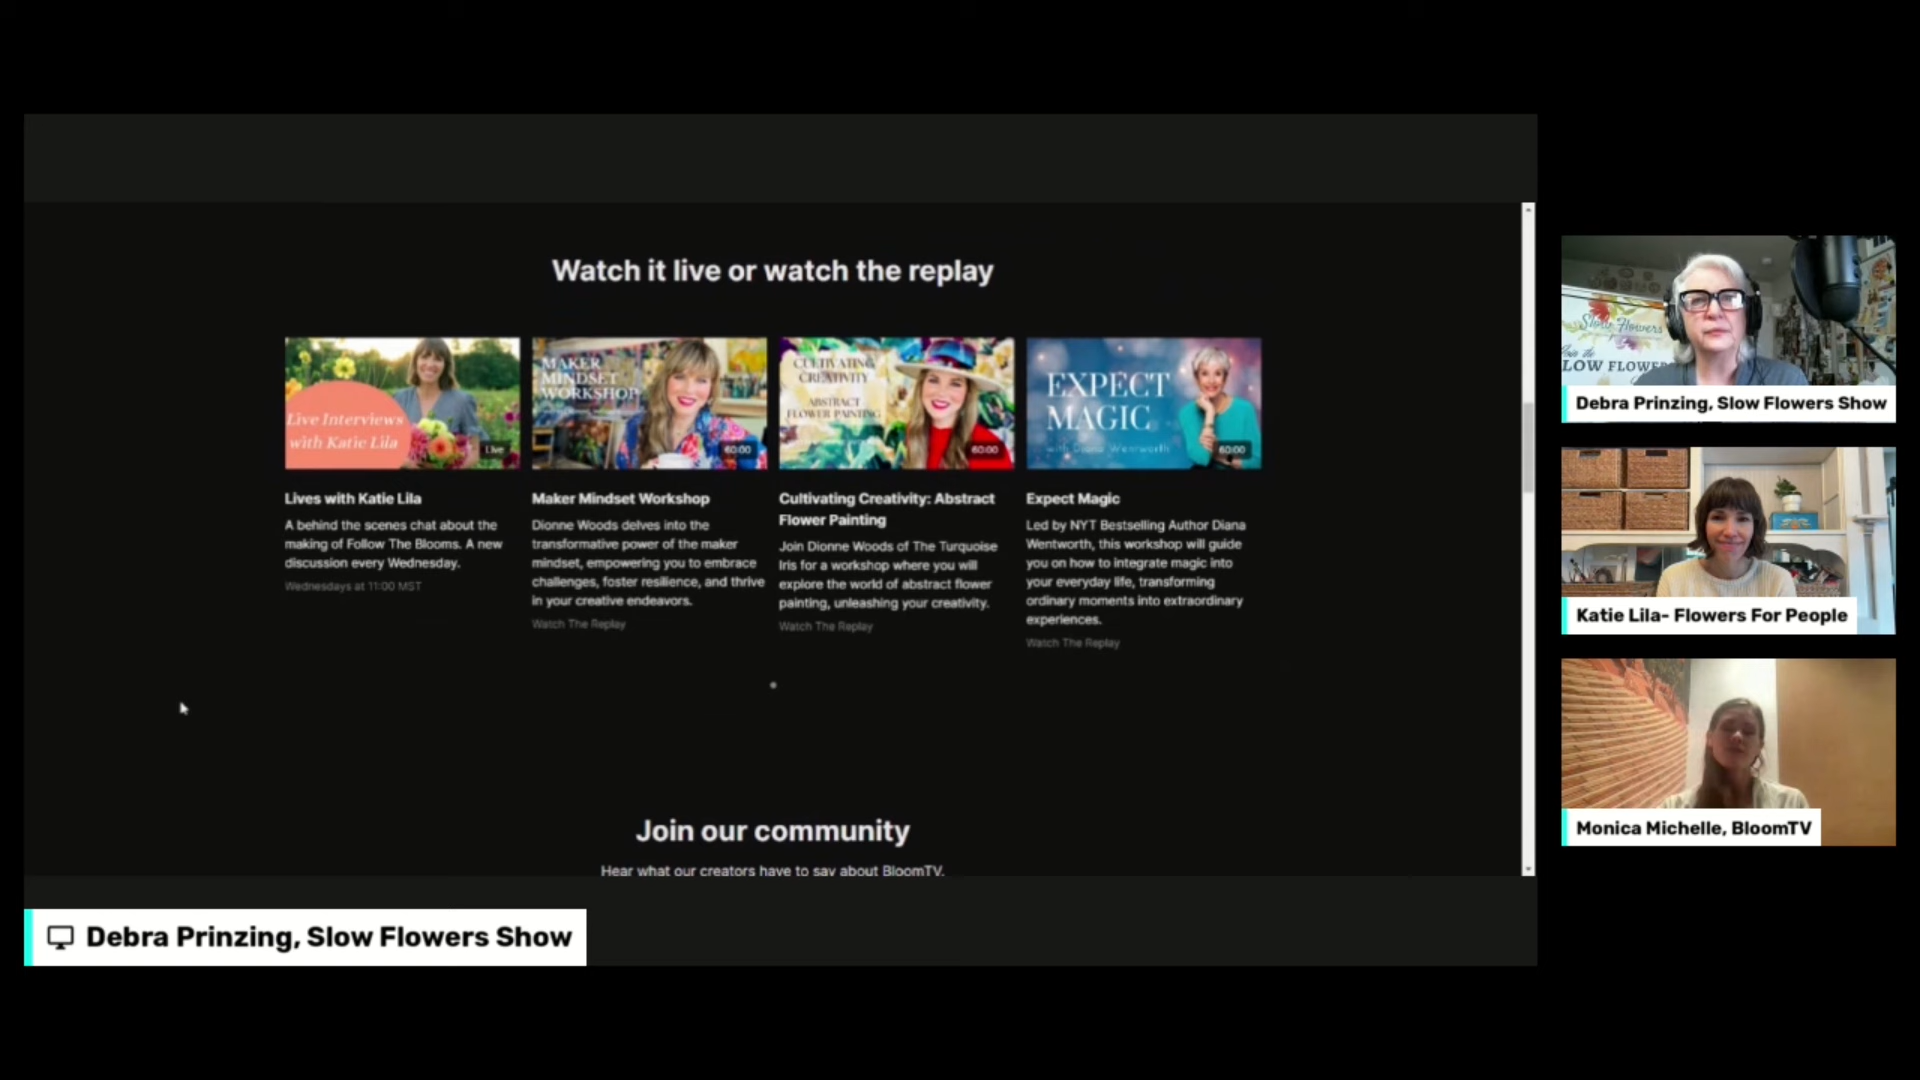 Watch it live or watch the replay
Live Interviews
with Katie Lila
Live
MAKER
MINDSET
WORKSHOP
60:00
CULTIVATING
CREATIVITY
ABSTRACT
FLOWER PAINTING
60:00
EXPECT
MAGIC
with Diana Wentworth
60:00
Lives with Katie Lila
A behind the scenes chat about the
making of Follow The Blooms. A new
discussion every Wednesday.
Wednesdays at 11:00 MST
Maker Mindset Workshop
Dionne Woods delves into the
transformative power of the maker
mindset, empowering you to embrace
challenges, foster resilience, and thrive
in your creative endeavors.
Watch The Replay
Cultivating Creativity: Abstract
Flower Painting
Join Dionne Woods of The Turquoise
Iris for a workshop where you will
explore the world of abstract flower
painting, unleashing your creativity.
Watch The Replay
Expect Magic
Led by NYT Bestselling Author Diana
Wentworth, this workshop will guide
you on how to integrate magic into
your everyday life, transforming
ordinary moments into extraordinary
experiences.
Watch The Replay
Join our community
Hear what our creators have to say about BloomTV.
Debra Prinzing, Slow Flowers Show
Slow Flowers
Join the
LOW FLOWE
Debra Prinzing, Slow Flowers Show
Katie Lila- Flowers For People
Monica Michelle, BloomTV